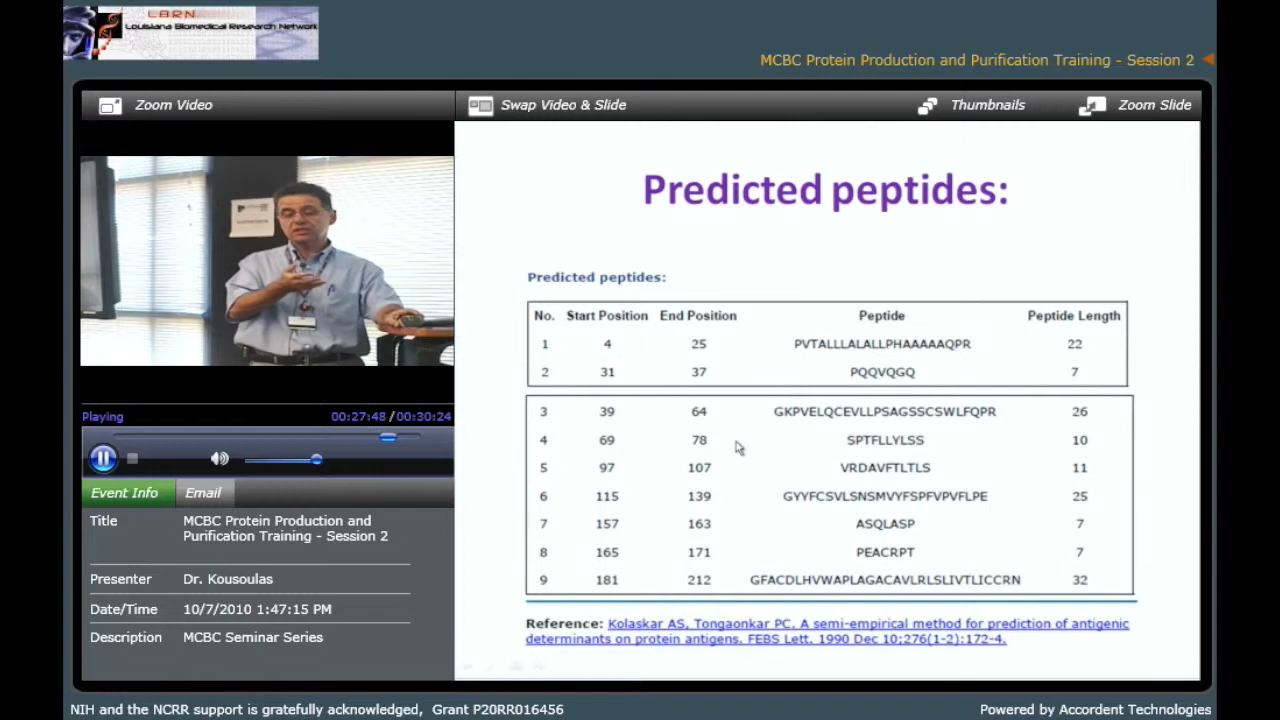 LBRN
Louisiana Biomedical Research Network
MCBC Protein Production and Purification Training - Session 2
Zoom Video
Swap Video & Slide
Thumbnails
Zoom Slide
Predicted peptides:
Predicted peptides:
No. Start Position End Position Peptide Peptide Length
1 4 25 PVTALLLALALLPHAAAAAQPR 22
2 31 37 PQQVQGQ 7
3 39 64 GKPVELQCEVLLPSAGSSCSWLFQPR 26
4 69 78 SPTFLLYLSS 10
5 97 107 VRDAVFTLTLS 11
6 115 139 GYYFCSVLSNSMVYFSPFVPVFLPE 25
7 157 163 ASQLASP 7
8 165 171 PEACRPT 7
9 181 212 GFACDLHVWAPLAGACAVLRLSLIVTLICCRN 32
Reference: Kolaskar AS, Tongaonkar PC. A semi-empirical method for prediction of antigenic
determinants on protein antigens. FEBS Lett. 1990 Dec 10;276(1-2):172-4.
Playing
00:27:48 / 00:30:24
Event Info
Email
Title MCBC Protein Production and
Purification Training - Session 2
Presenter Dr. Kousoulas
Date/Time 10/7/2010 1:47:15 PM
Description MCBC Seminar Series
NIH and the NCRR support is gratefully acknowledged, Grant P20RR016456
Powered by Accordent Technologies